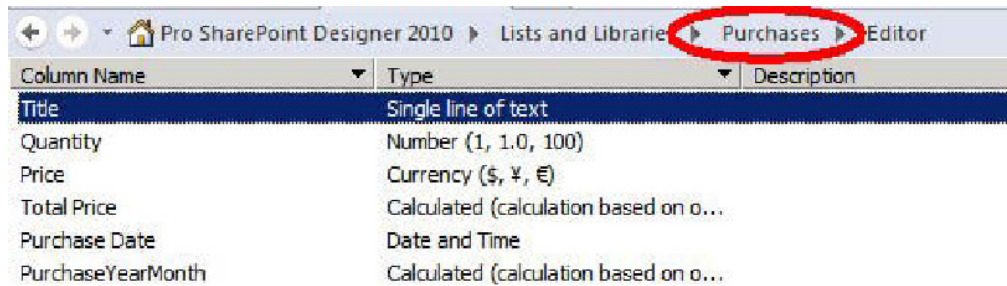 Pro SharePoint Designer 2010 Lists and Librarie Purchases Editor
Column Name Type Description
Title Single line of text
Quantity Number (1, 1.0, 100)
Price Currency ($, ¥, €)
Total Price Calculated (calculation based on o...
Purchase Date Date and Time
PurchaseYearMonth Calculated (calculation based on o...